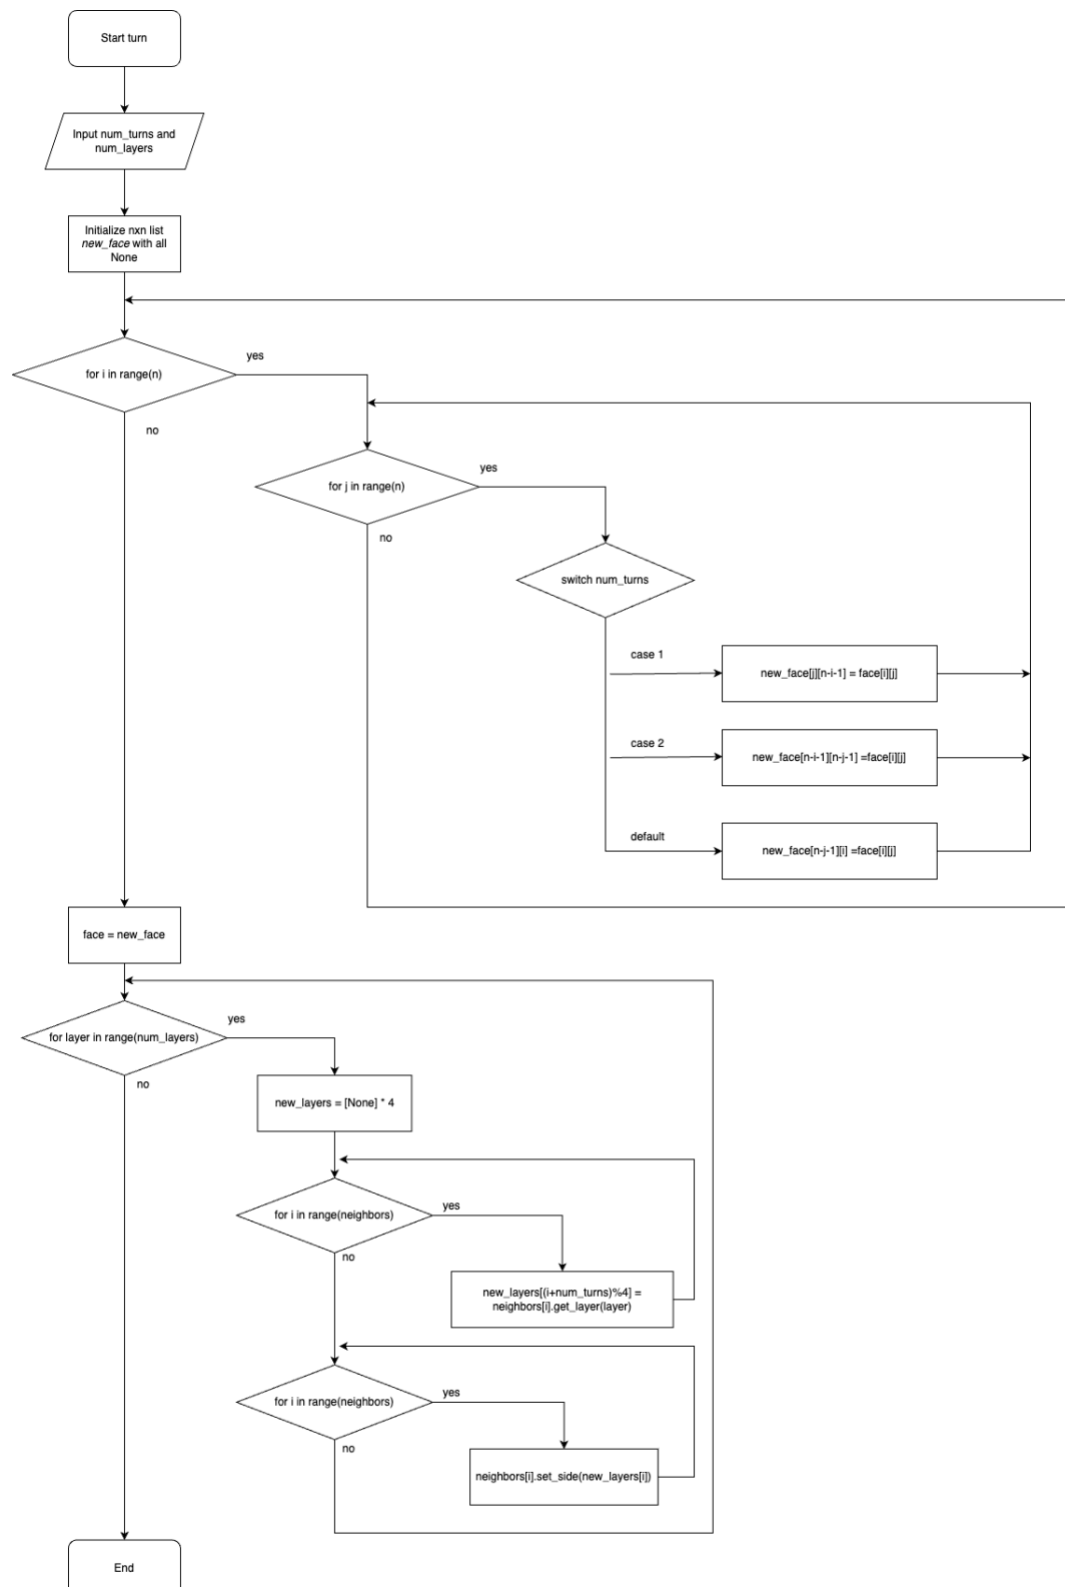 Start turn
Input num_turns and
num_layers
Initialize nxn list
new_face with all
None
for i in range(n)
yes
no
for j in range(n)
yes
no
switch num_turns
case 1
new_face[j][n-i-1] = face[i][j]
case 2
new_face[n-i-1][n-j-1] =face[i][j]
default
new_face[n-j-1][i] =face[i][j]
face = new_face
for layer in range(num_layers)
yes
no
new_layers = [None] * 4
for i in range(neighbors)
yes
no
new_layers[(i+num_turns)%4] =
neighbors[i].get_layer(layer)
for i in range(neighbors)
yes
no
neighbors[i].set_side(new_layers[i])
End